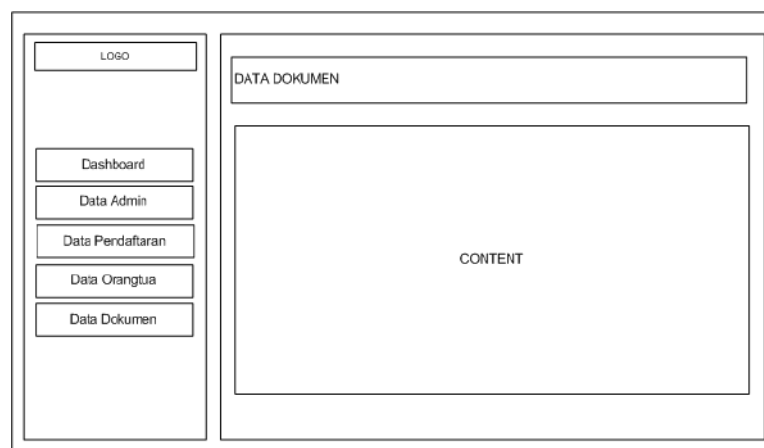 LOGO
Dashboard
Data Admin
Data Pendaftaran
Data Orangtua
Data Dokumen
DATA DOKUMEN
CONTENT